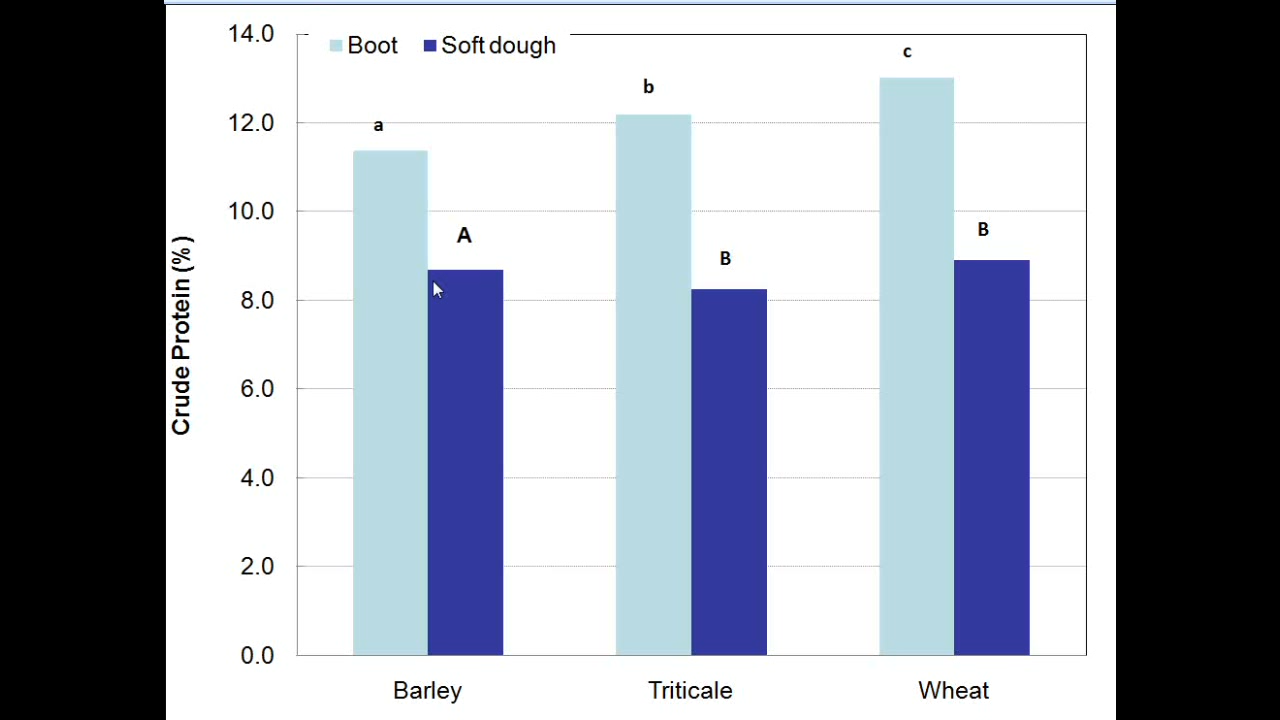 14.0
Boot Soft dough
c
b
12.0
a
10.0
B
A
B
8.0
Crude Protein (%)
6.0
4.0
2.0
0.0
Barley Triticale Wheat